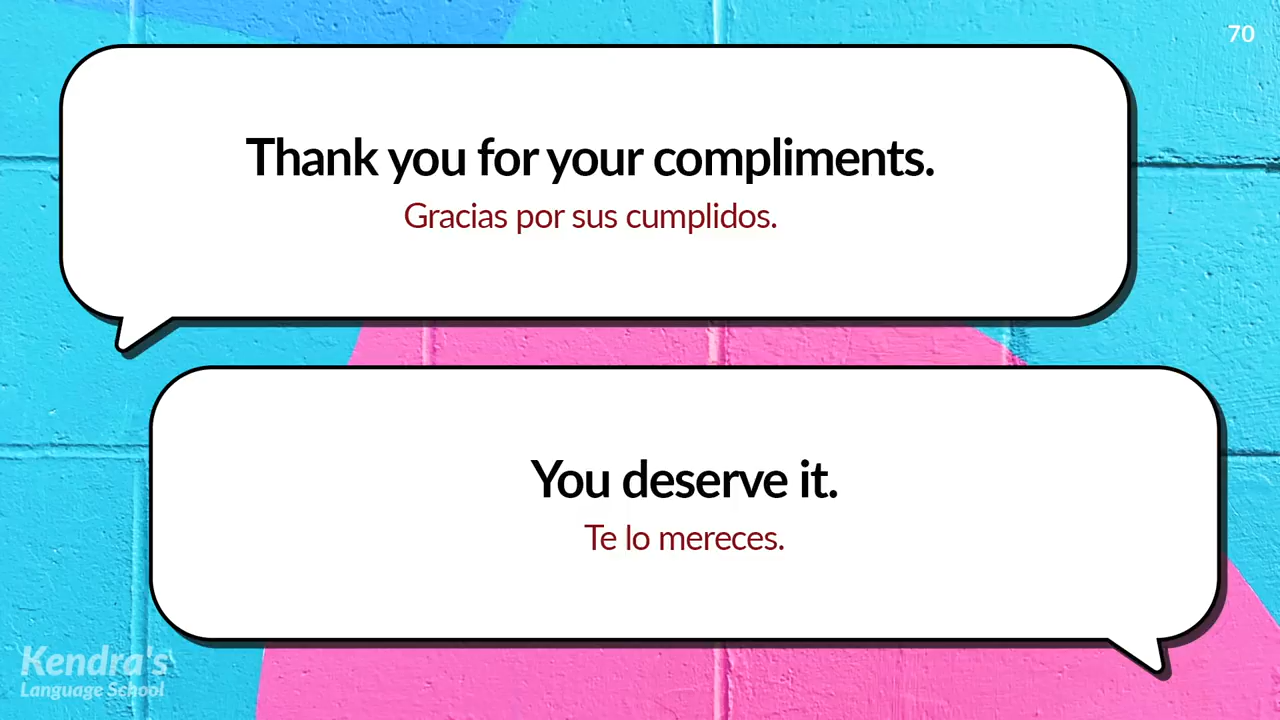 70
Thank you for your compliments.
Gracias por sus cumplidos.
You deserve it.
Te lo mereces.
Kendra's
Language School